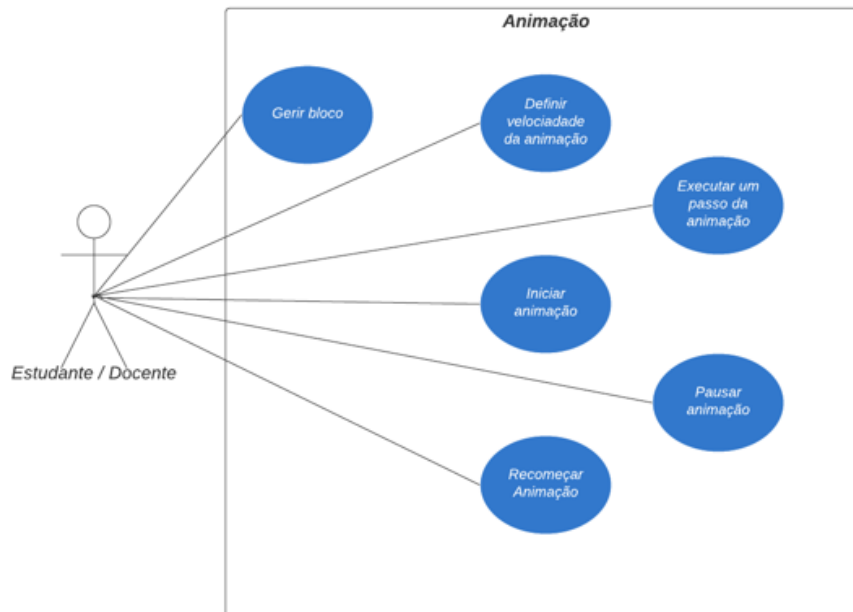 Animação
Gerir bloco
Definir
velociadade
da animação
Executar um
passo da
animação
Iniciar
animação
Estudante / Docente
Pausar
animação
Recomeçar
Animação